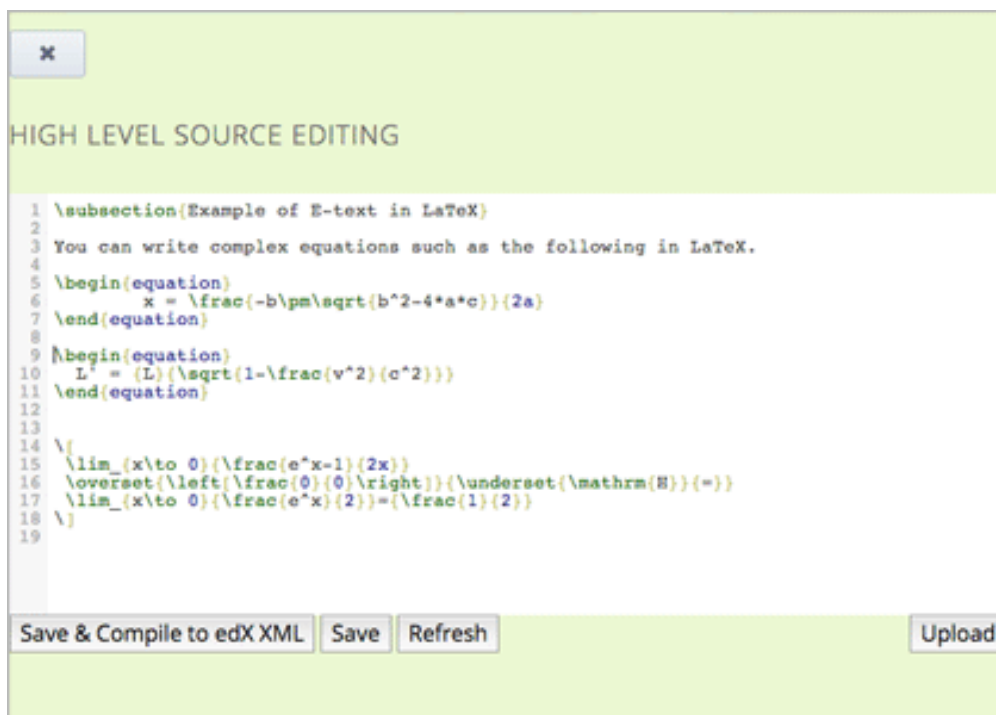 ✖
HIGH LEVEL SOURCE EDITING
1 \subsection{Example of E-text in LaTeX}
2
3 You can write complex equations such as the following in LaTeX.
4
5 \begin{equation}
6 x = \frac{-b\pm\sqrt{b^2-4*a*c}}{2a}
7 \end{equation}
8
9 \begin{equation}
10 L' = {L}{\sqrt{1-\frac{v^2}{c^2}}}
11 \end{equation}
12
13
14 \[
15 \lim_{x\to 0}{\frac{e^x-1}{2x}}
16 \overset{\left[\frac{0}{0}\right]}{\underset{\mathrm{H}}{=}}
17 \lim_{x\to 0}{\frac{e^x}{2}}={\frac{1}{2}}
18 \]
19
Save & Compile to edX XML Save Refresh Upload